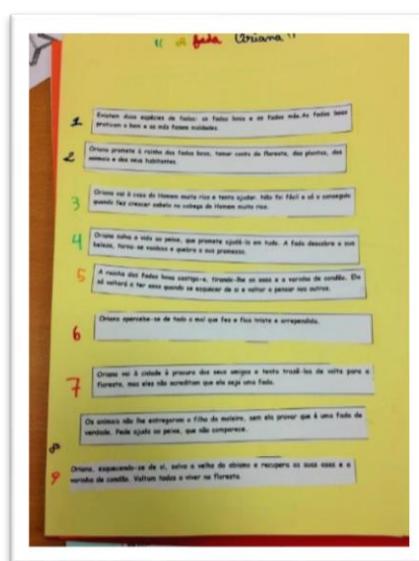 "A fada Oriana"
1 Existem duas espécies de fadas: as fadas boas e as fadas más. As fadas boas
praticam o bem e as más fazem maldades.
2 Oriana promete à rainha das fadas boas, tomar conta da floresta, das plantas, dos
animais e dos seus habitantes.
3 Oriana vai à casa do Homem muito rico e tenta ajudar. Não foi fácil e só o conseguiu
quando fez crescer cabelo na cabeça do Homem muito rico.
4 Oriana salva a vida ao peixe, que promete ajudá-la em tudo. A fada descobre a sua
beleza, torna-se vaidosa e quebra a sua promessa.
5 A rainha das fadas boas castiga-a, tirando-lhe as asas e a varinha de condão. Ela
só voltará a ter asas quando se esquecer de si e voltar a pensar nos outros.
6 Oriana apercebe-se de todo o mal que fez e fica triste e arrependida.
7 Oriana vai à cidade à procura dos seus amigos e tenta trazê-los de volta para a
floresta, mas eles não acreditam que ela seja uma fada.
8 Os animais não lhe entregaram o filho da moleira, sem ela provar que é uma fada de
verdade. Pede ajuda ao peixe, que não comparece.
9 Oriana, esquecendo-se de si, salva a velha do abismo e recupera as suas asas e a
varinha de condão. Voltam todos a viver na floresta.